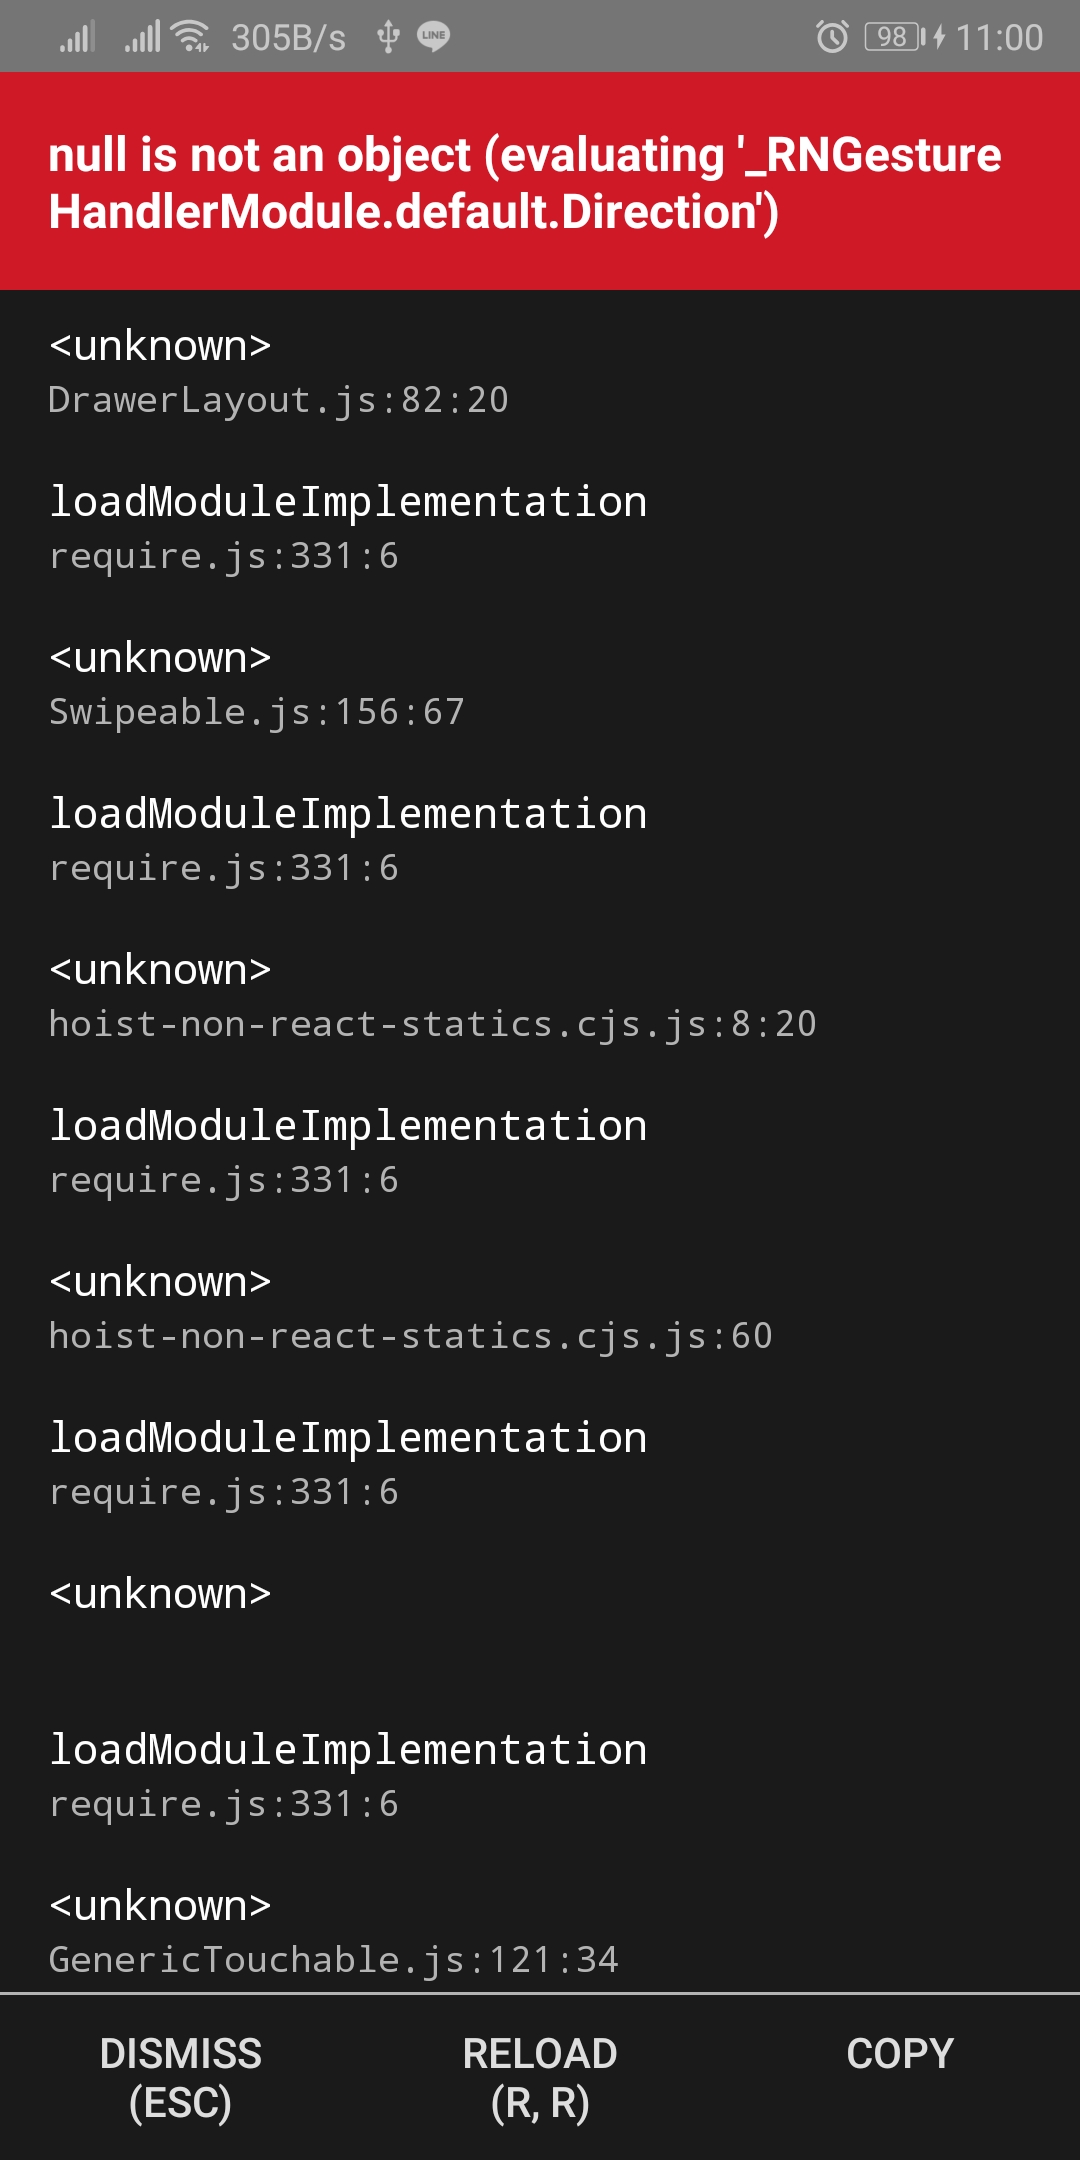 305B/s LINE 98 11:00
null is not an object (evaluating '_RNGesture
HandlerModule.default.Direction')
<unknown>
DrawerLayout.js:82:20
loadModuleImplementation
require.js:331:6
<unknown>
Swipeable.js:156:67
loadModuleImplementation
require.js:331:6
<unknown>
hoist-non-react-statics.cjs.js:8:20
loadModuleImplementation
require.js:331:6
<unknown>
hoist-non-react-statics.cjs.js:60
loadModuleImplementation
require.js:331:6
<unknown>
loadModuleImplementation
require.js:331:6
<unknown>
GenericTouchable.js:121:34
DISMISS
(ESC)
RELOAD
(R, R)
COPY